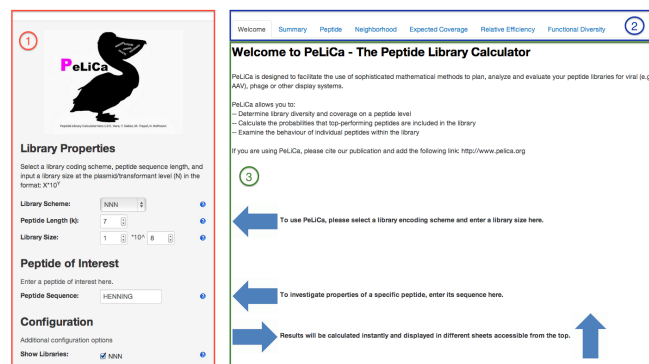 1
PeLiCa
Library Properties
Select a library coding scheme, peptide sequence length, and
input a library size at the plasmid/transformant level (N) in the
format: X*10^Y
Library Scheme: NNN
Peptide Length (k): 7
Library Size: 1 *10^ 8
Peptide of Interest
Enter a peptide of interest here.
Peptide Sequence: HENNING
Configuration
Additional configuration options
Show Libraries: NNN
Welcome Summary Peptide Neighborhood Expected Coverage Relative Efficiency Functional Diversity 2
Welcome to PeLiCa - The Peptide Library Calculator
PeLiCa is designed to facilitate the use of sophisticated mathematical methods to plan, analyze and evaluate your peptide libraries for viral (e.g
AAV), phage or other display systems.
PeLiCa allows you to:
-- Determine library diversity and coverage on a peptide level
-- Calculate the probabilities that top-performing peptides are included in the library
-- Examine the behaviour of individual peptides within the library
If you are using PeLiCa, please cite our publication and add the following link: http://www.pelica.org
3
To use PeLiCa, please select a library encoding scheme and enter a library size here.
To investigate properties of a specific peptide, enter its sequence here.
Results will be calculated instantly and displayed in different sheets accessible from the top.